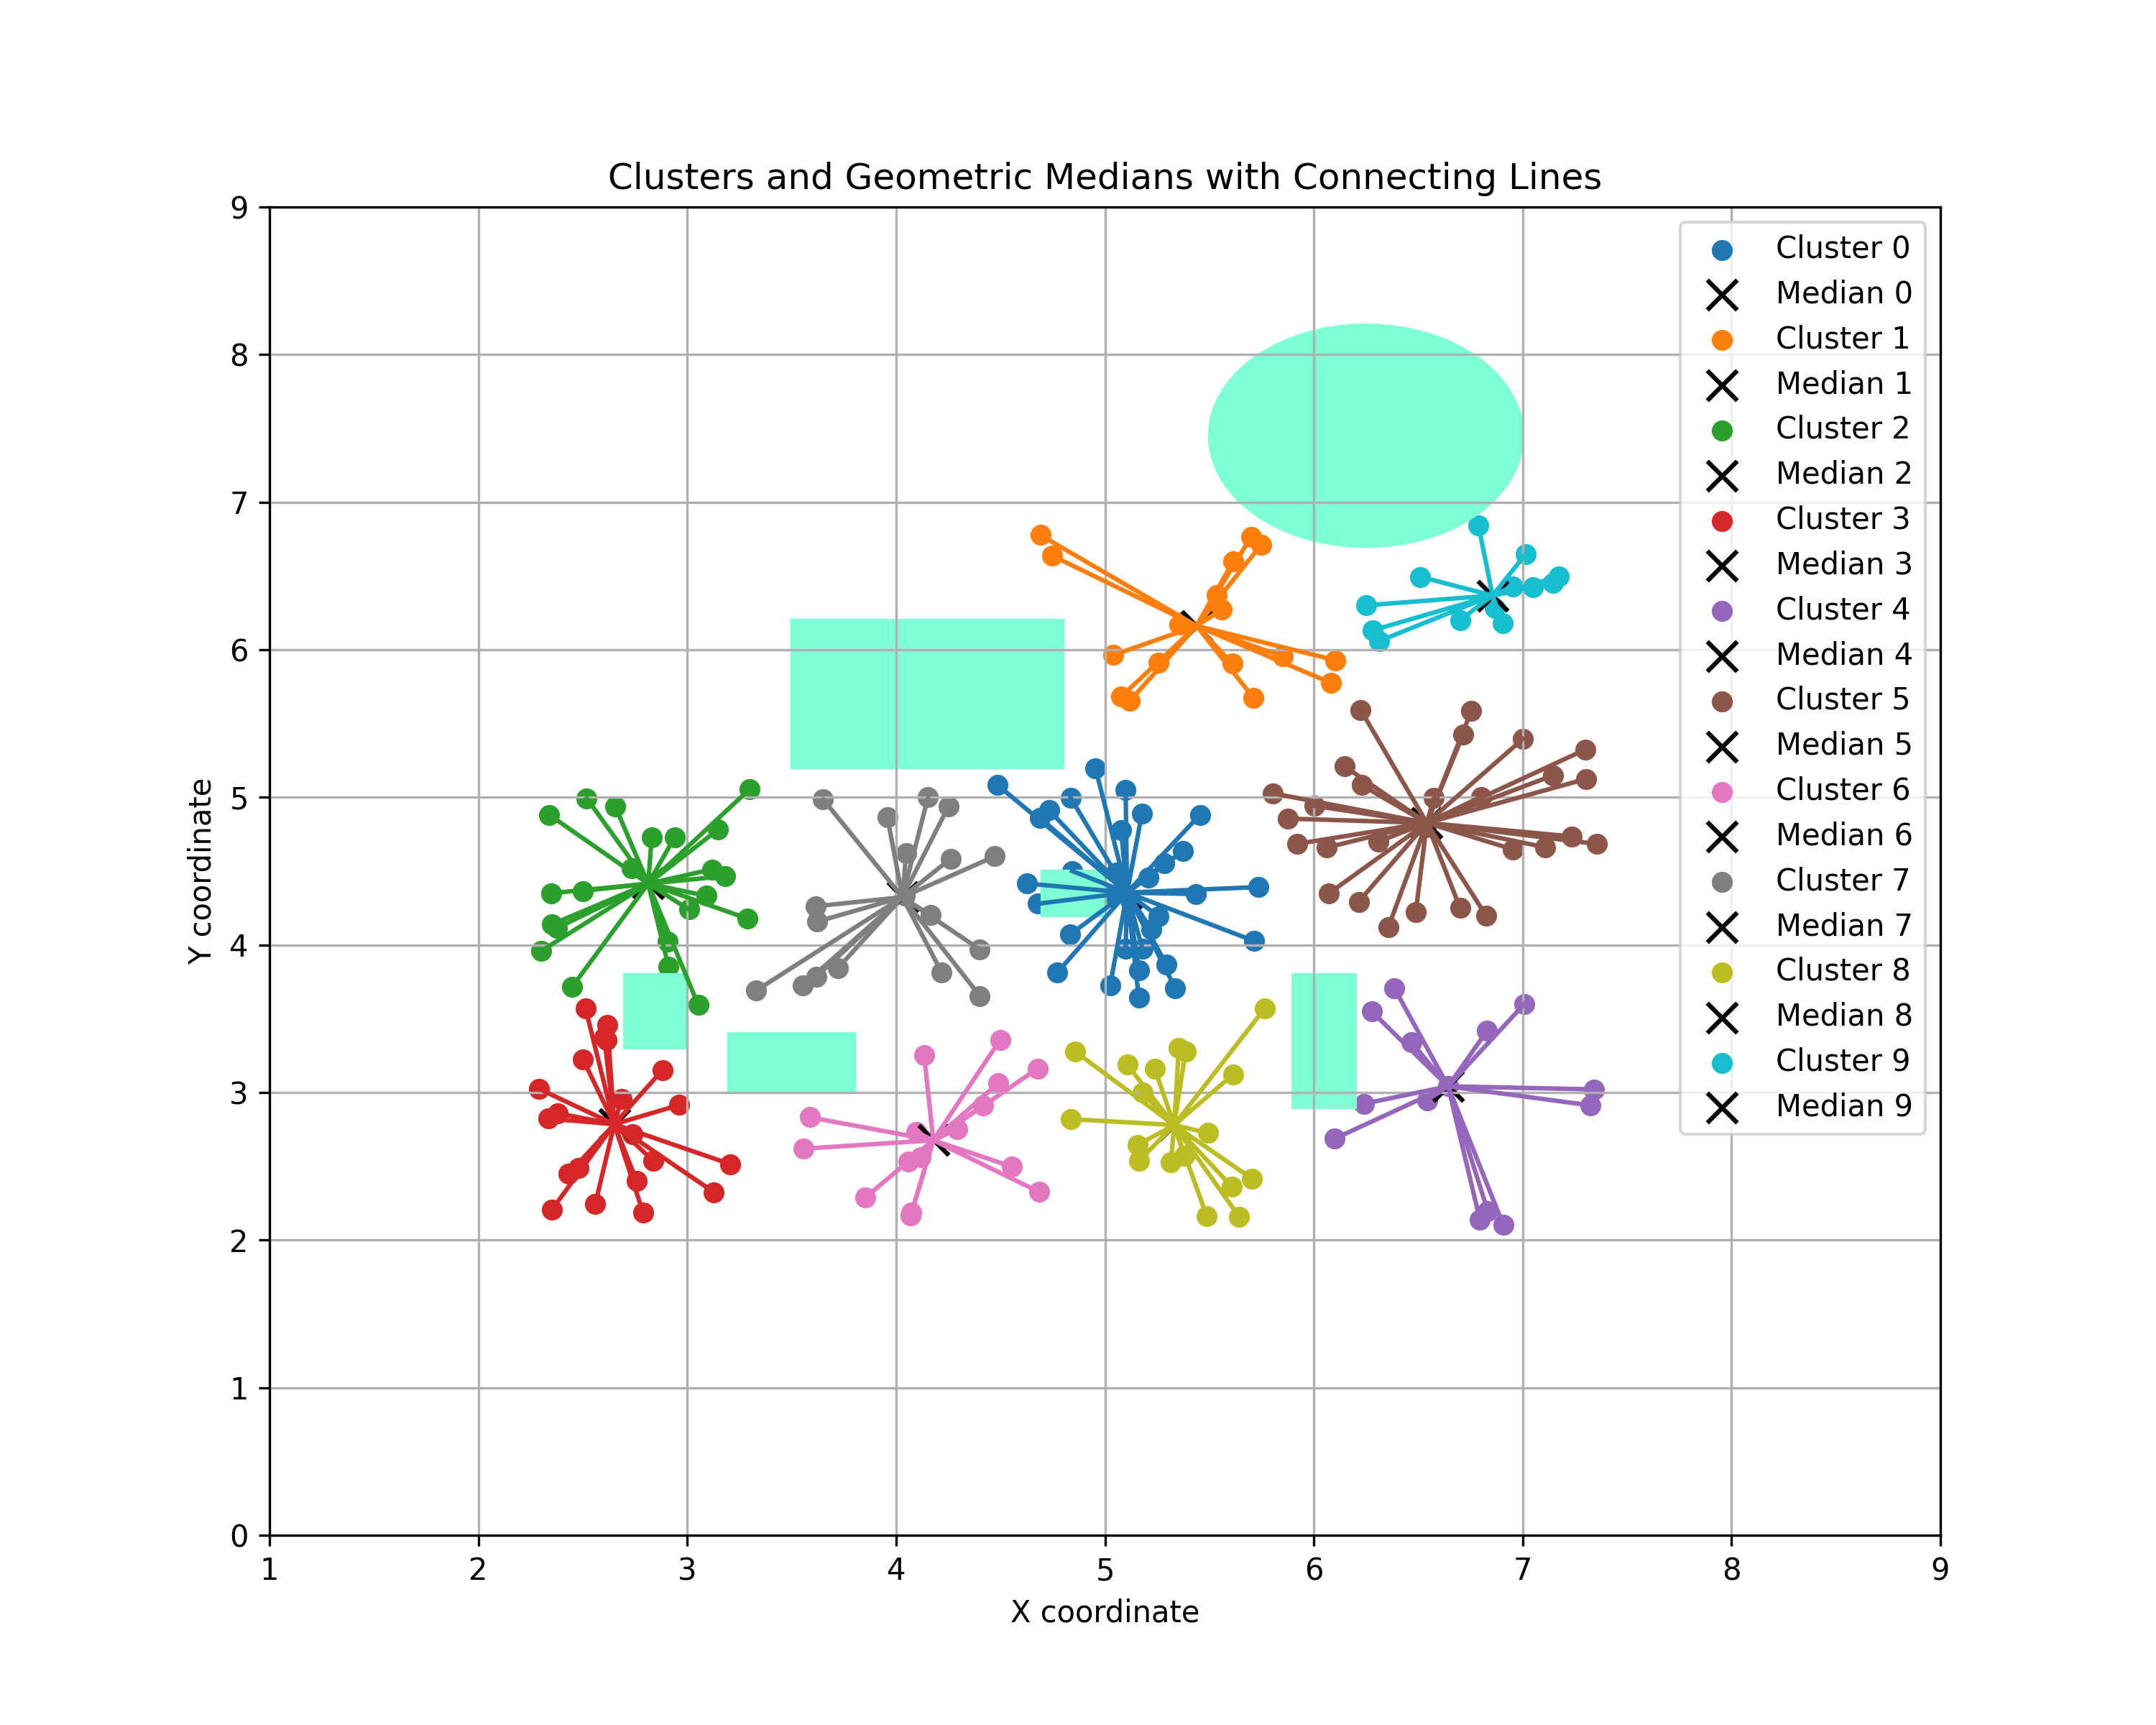 Clusters and Geometric Medians with Connecting Lines
9
8
7
6
5
4
3
2
1
0
Y coordinate
1 2 3 4 5 6 7 8 9
X coordinate
Cluster 0
Median 0
Cluster 1
Median 1
Cluster 2
Median 2
Cluster 3
Median 3
Cluster 4
Median 4
Cluster 5
Median 5
Cluster 6
Median 6
Cluster 7
Median 7
Cluster 8
Median 8
Cluster 9
Median 9